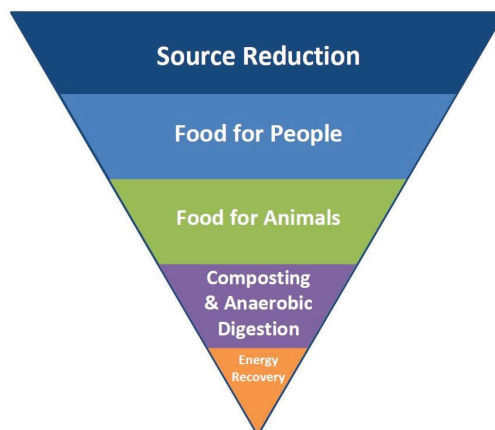 Source Reduction
Food for People
Food for Animals
Composting
& Anaerobic
Digestion
Energy
Recovery